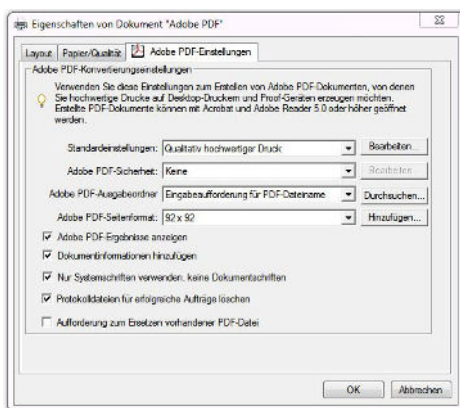 Eigenschaften von Dokument "Adobe PDF"
Layout Papier/Qualität Adobe PDF-Einstellungen
Adobe PDF-Konvertierungseinstellungen
Verwenden Sie diese Einstellungen zum Erstellen von Adobe PDF-Dokumenten, von denen
Sie hochwertige Drucke auf Desktop-Druckern und Proof-Geräten erzeugen möchten.
Erstellte PDF-Dokumente können mit Acrobat und Adobe Reader 5.0 oder höher geöffnet
werden.
Standardeinstellungen: Qualitativ hochwertiger Druck Bearbeiten...
Adobe PDF-Sicherheit: Keine Bearbeiten...
Adobe PDF-Ausgabeordner Eingabeaufforderung für PDF-Dateiname Durchsuchen...
Adobe PDF-Seitenformat: 92 x 92 Hinzufügen...
Adobe PDF-Ergebnisse anzeigen
Dokumentinformationen hinzufügen
Nur Systemschriften verwenden, keine Dokumentschriften
Protokolldateien für erfolgreiche Aufträge löschen
Aufforderung zum Ersetzen vorhandener PDF-Datei
OK Abbrechen